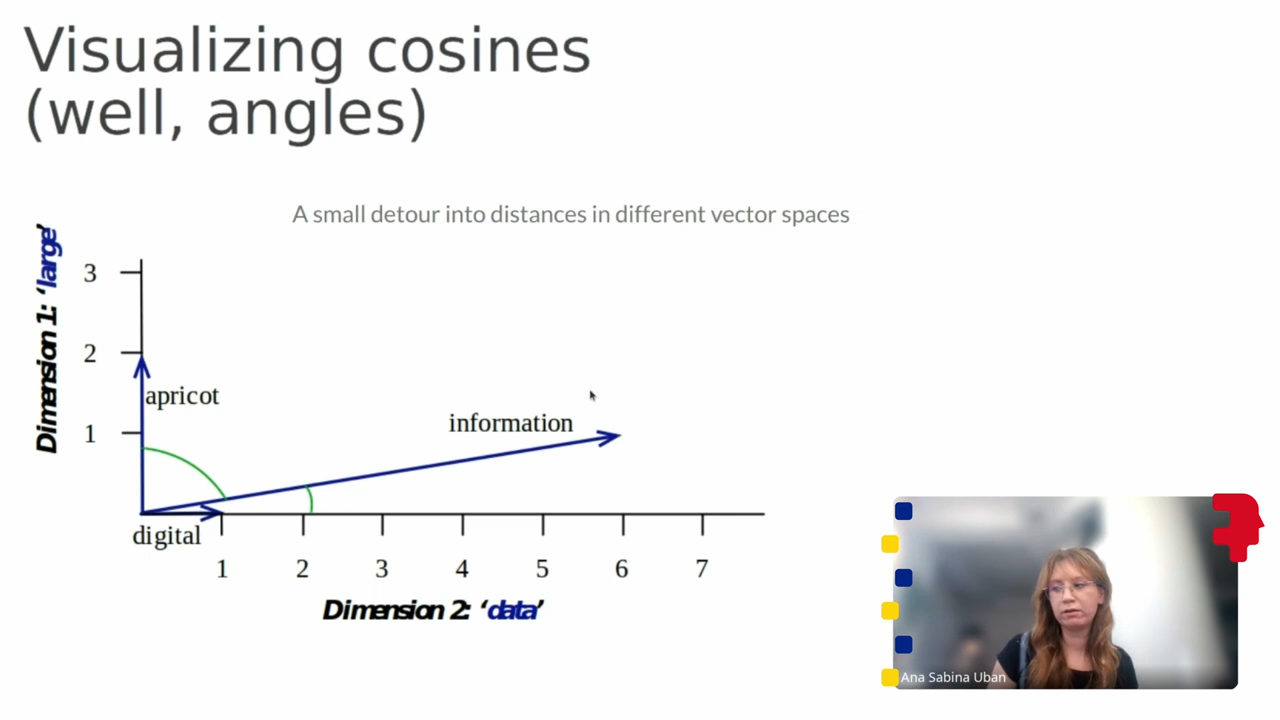 Visualizing cosines
(well, angles)
A small detour into distances in different vector spaces
Dimension 1: ‘large’
3
2
1
apricot
information
digital
1
2
3
4
5
6
7
Dimension 2: ‘data’
Ana Sabina Uban